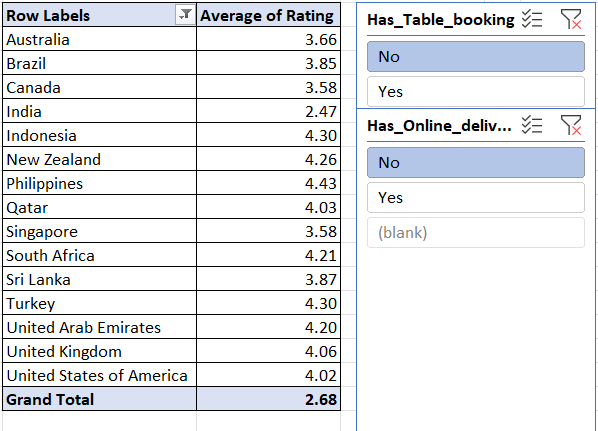 Row Labels Average of Rating
Australia 3.66
Brazil 3.85
Canada 3.58
India 2.47
Indonesia 4.30
New Zealand 4.26
Philippines 4.43
Qatar 4.03
Singapore 3.58
South Africa 4.21
Sri Lanka 3.87
Turkey 4.30
United Arab Emirates 4.20
United Kingdom 4.06
United States of America 4.02
Grand Total 2.68
Has_Table_booking
No
Yes
Has_Online_deliv...
No
Yes
(blank)